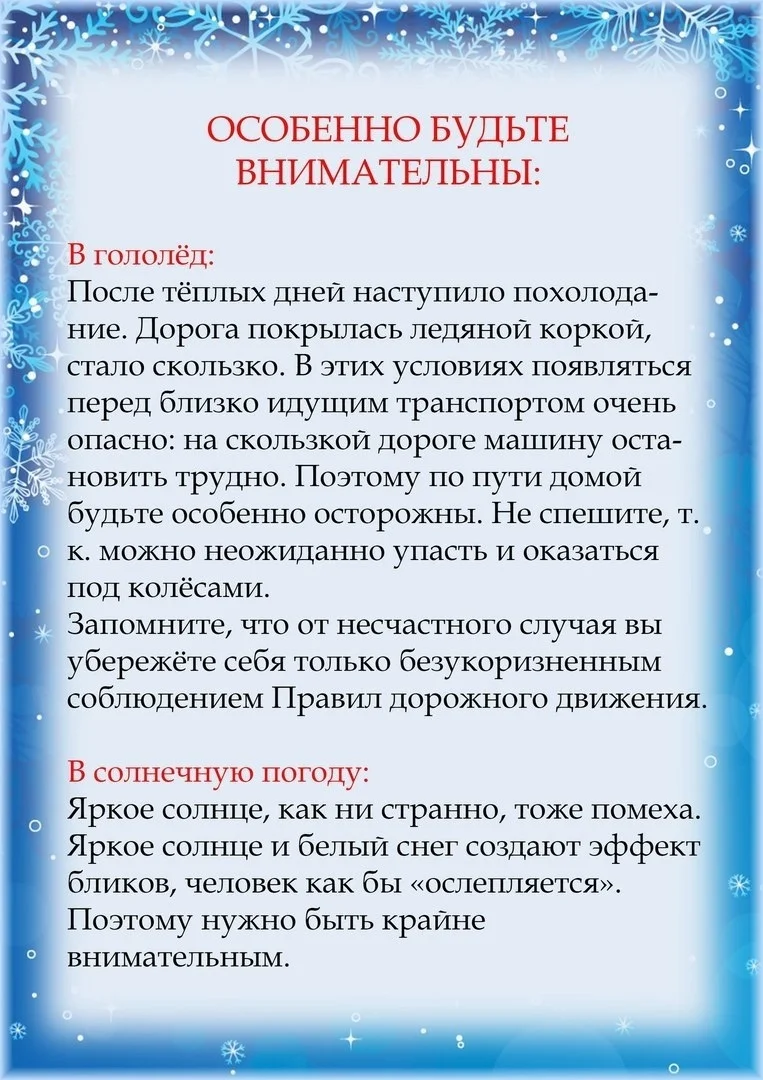 ОСОБЕННО БУДЬТЕ
ВНИМАТЕЛЬНЫ:
В гололёд:
После тёплых дней наступило похолода-
ние. Дорога покрылась ледяной коркой,
стало скользко. В этих условиях появляться
перед близко идущим транспортом очень
опасно: на скользкой дороге машину оста-
новить трудно. Поэтому по пути домой
будьте особенно осторожны. Не спешите, т.
к. можно неожиданно упасть и оказаться
под колёсами.
Запомните, что от несчастного случая вы
убережёте себя только безукоризненным
соблюдением Правил дорожного движения.
В солнечную погоду:
Яркое солнце, как ни странно, тоже помеха.
Яркое солнце и белый снег создают эффект
бликов, человек как бы «ослепляется».
Поэтому нужно быть крайне
внимательным.